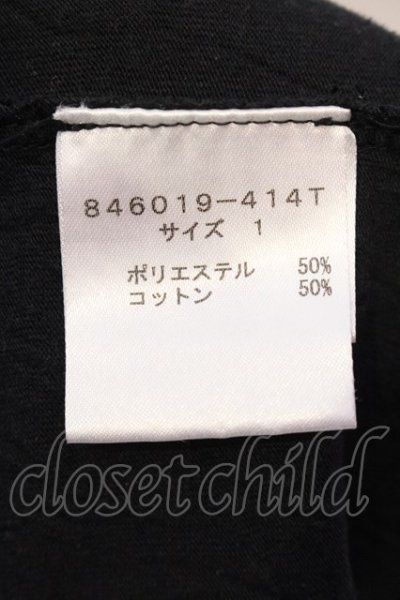 846019-414T
サイズ 1
ポリエステル 50%
コットン 50%
closet child